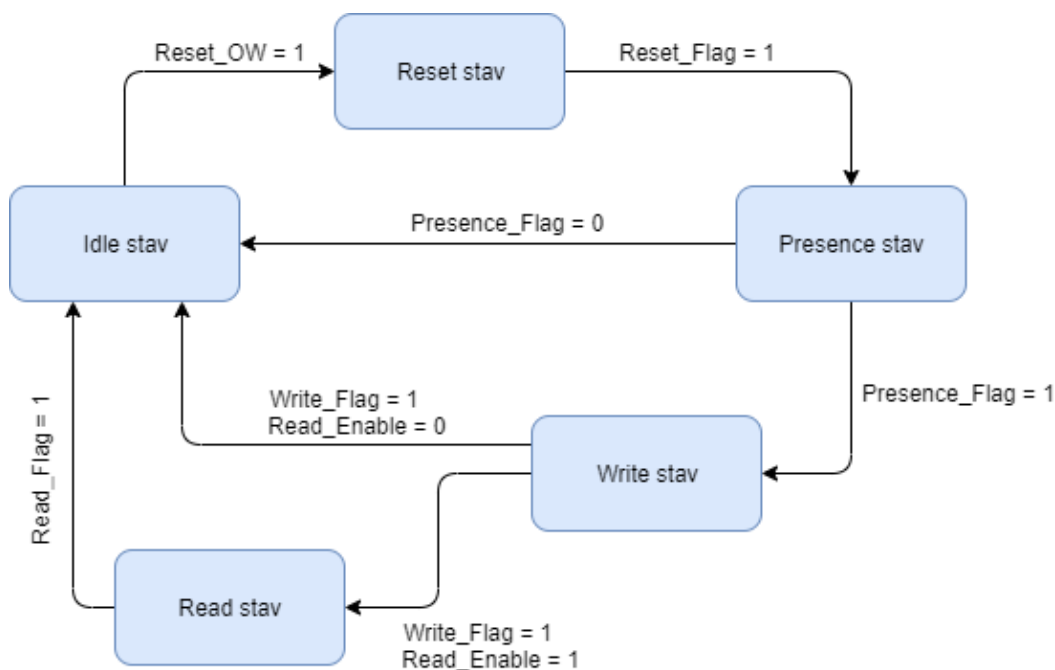 Reset_OW = 1
Reset stav
Reset_Flag = 1
Idle stav
Presence_Flag = 0
Presence stav
Presence_Flag = 1
Write_Flag = 1
Read_Enable = 0
Write stav
Read_Flag = 1
Read stav
Write_Flag = 1
Read_Enable = 1